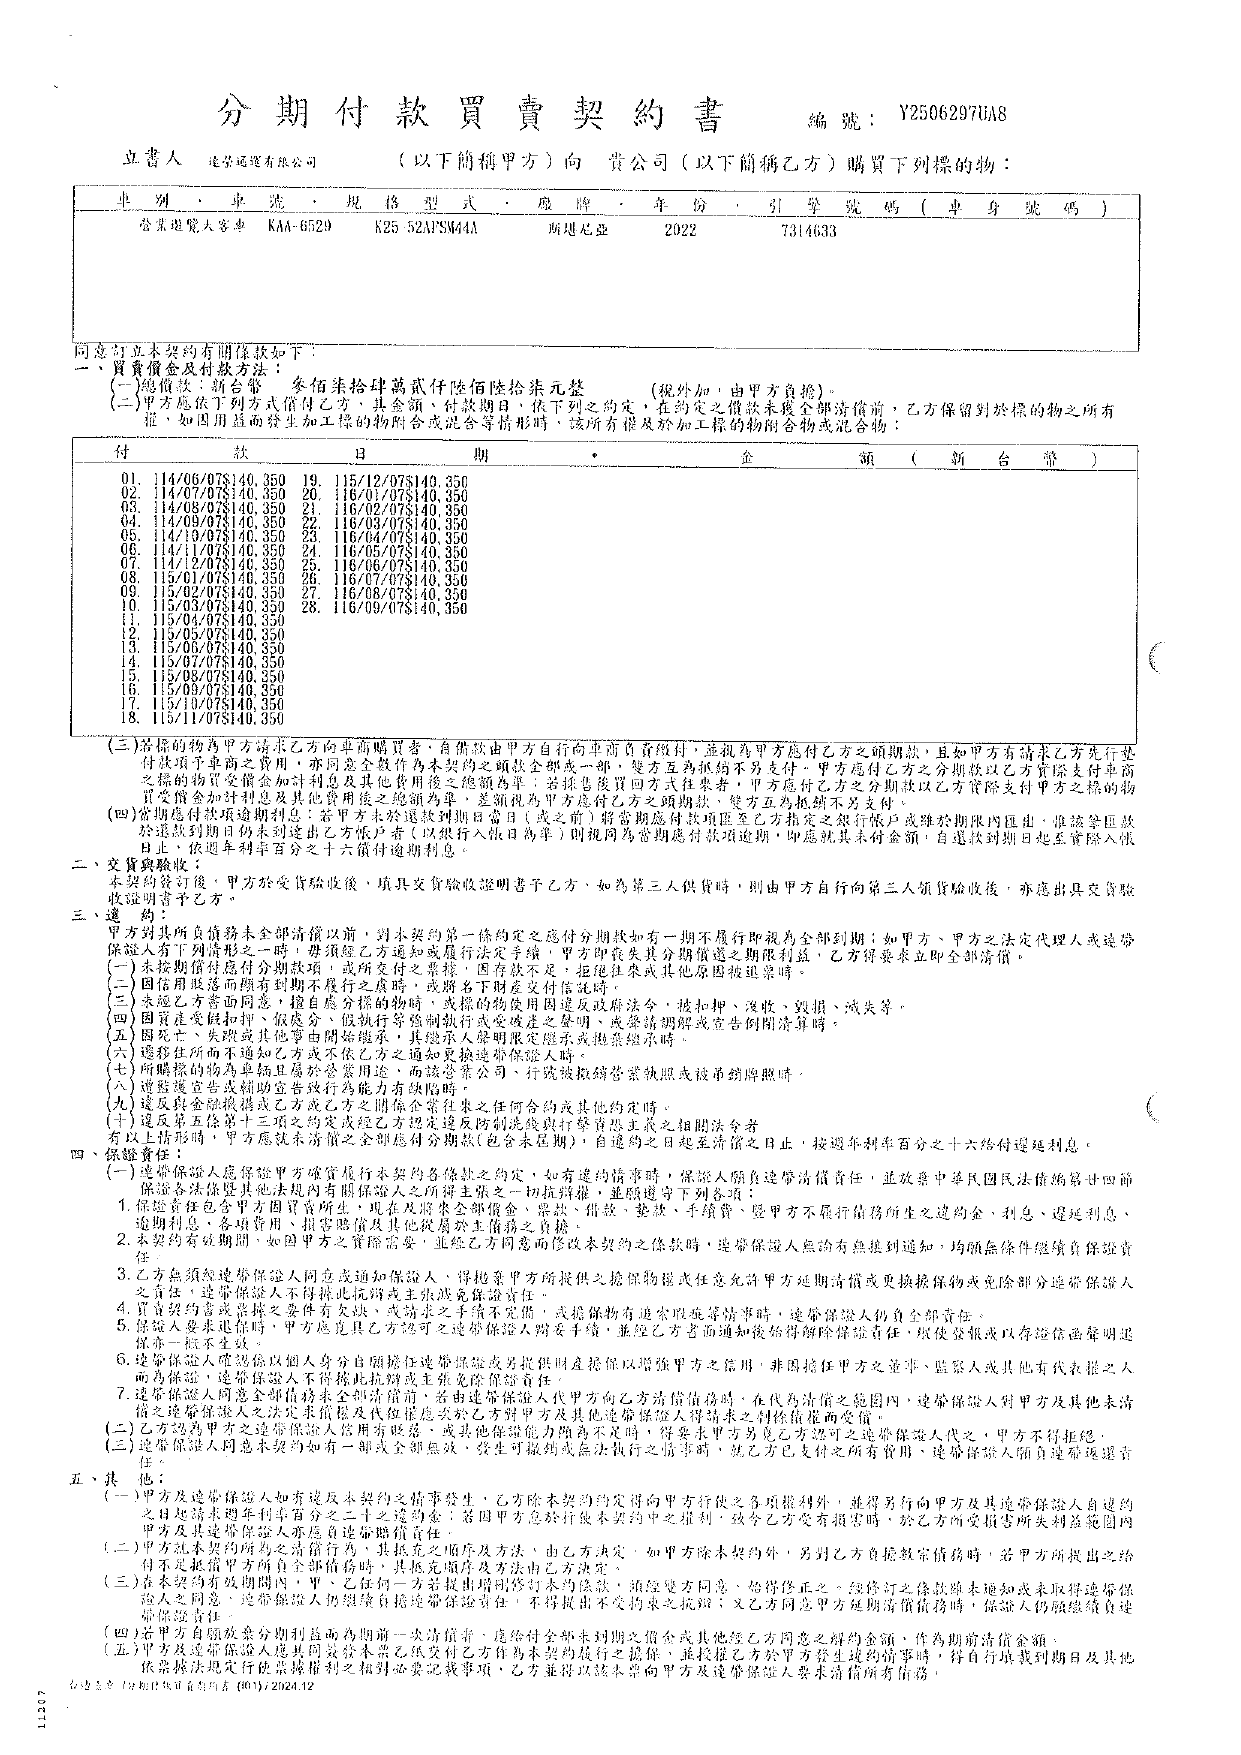 分期付款買賣契約書 編號： Y2506297UA8
立書人 達榮通運有限公司 （以下簡稱甲方）向 貴公司（以下簡稱乙方）購買下列標的物：
車別．車號．規格型式．廠牌．年份．引擎號碼（車身號碼）
營業遊覽大客車 KAA-6529 斯堪尼亞 2022 7314633
同意訂立本契約有關條款如下：
一、買賣價金及付款方法：
(一)總價款：新台幣 參佰柒拾肆萬貳仟陸佰陸拾柒元整 (稅外加，由甲方負擔)。
(二)甲方應依下列方式償付乙方，其金額、付款期日，依下列之約定，在約定之價款未獲全部清償前，乙方保留對於標的物之所有
權，如因用益而發生加工標的物附合或混合等情形時，該所有權及於加工標的物附合物或混合物：
付款日期．金額（新台幣）
01. 114/06/07$140,350 19. 115/12/07$140,350
02. 114/07/07$140,350 20. 116/01/07$140,350
03. 114/08/07$140,350 21. 116/02/07$140,350
04. 114/09/07$140,350 22. 116/03/07$140,350
05. 114/10/07$140,350 23. 116/04/07$140,350
06. 114/11/07$140,350 24. 116/05/07$140,350
07. 114/12/07$140,350 25. 116/06/07$140,350
08. 115/01/07$140,350 26. 116/07/07$140,350
09. 115/02/07$140,350 27. 116/08/07$140,350
10. 115/03/07$140,350 28. 116/09/07$140,350
11. 115/04/07$140,350
12. 115/05/07$140,350
13. 115/06/07$140,350
14. 115/07/07$140,350
15. 115/08/07$140,350
16. 115/09/07$140,350
17. 115/10/07$140,350
18. 115/11/07$140,350
(三)若標的物為甲方請求乙方向車商購買者，自備款由甲方自行向車商負責繳付，並視為甲方應付乙方之頭期款，且如甲方有請求乙方先行墊
付款項予車商之費用，亦同意全數作為本契約之頭款全部或一部，雙方互為抵銷不另支付。甲方應付乙方之分期款以乙方實際支付車商
之標的物買受價金加計利息及其他費用後之總額為準；若採售後買回方式往來者，甲方應付乙方之分期款以乙方實際支付甲方之標的物
買受價金加計利息及其他費用後之總額為準，差額視為甲方應付乙方之頭期款，雙方互為抵銷不另支付。
(四)當期應付款項逾期利息：若甲方未於還款到期日當日（或之前）將當期應付款項匯至乙方指定之銀行帳戶或雖於期限內匯出，惟該筆匯款
於還款到期日仍未到達出乙方帳戶者（以銀行入帳日為準）則視同為當期應付款項逾期，即應就其未付金額，自還款到期日起至實際入帳
日止，依週年利率百分之十六償付逾期利息。
二、交貨與驗收：
本契約簽訂後，甲方於受貨驗收後，填具交貨驗收證明書予乙方，如為第三人供貨時，則由甲方自行向第三人領貨驗收後，亦應出具交貨驗
收證明書予乙方。
三、違 約：
甲方對其所負債務未全部清償以前，對本契約第一條約定之應付分期款如有一期不履行即視為全部到期；如甲方、甲方之法定代理人或連帶
保證人有下列情形之一時，毋須經乙方通知或履行法定手續，甲方即喪失其分期償還之期限利益，乙方得要求立即全部清償。
(一)未按期償付應付分期款項，或所交付之票據，因存款不足，拒絕往來或其他原因被退票時。
(二)因信用貶落而顯有到期不履行之虞時，或將名下財產交付信託時。
(三)未經乙方書面同意，擅自處分標的物時，或標的物使用因違反政府法令，被扣押、沒收、毀損、滅失等。
(四)因資產受假扣押、假處分、假執行等強制執行或受破產之聲明、或聲請調解或宣告倒閉清算時。
(五)因死亡、失蹤或其他事由開始繼承，其繼承人聲明限定繼承或拋棄繼承時。
(六)遷移住所而不通知乙方或不依乙方之通知更換連帶保證人時。
(七)所購標的物為車輛且屬於營業用途，而該營業公司、行號被撤銷營業執照或被吊銷牌照時。
(八)遭監護宣告或輔助宣告致行為能力有缺陷時。
(九)違反與金融機構或乙方或乙方之關係企業往來之任何合約或其他約定時。
(十)違反第五條第十三項之約定或經乙方認定違反防制洗錢與打擊資恐主義之相關法令者
有以上情形時，甲方應就未清償之全部應付分期款(包含未屆期)，自違約之日起至清償之日止，按週年利率百分之十六給付遲延利息。
四、保證責任：
(一)連帶保證人應保證甲方確實履行本契約各條款之約定，如有違約情事時，保證人願負連帶清償責任，並放棄中華民國民法債編第廿四節
保證各法條暨其他法規內有關保證人之所得主張之一切抗辯權，並願遵守下列各項：
1. 保證責任包含甲方因買賣所生，現在及將來全部價金、票款、借款、墊款、手續費、暨甲方不履行債務所生之違約金、利息、遲延利息、
逾期利息、各項費用、損害賠償及其他從屬於主債務之負擔。
2. 本契約有效期間，如因甲方之實際需要，並經乙方同意而修改本契約之條款時，連帶保證人無論有無接到通知，均願無條件繼續負保證責
任。
3. 乙方無須經連帶保證人同意或通知保證人，得拋棄甲方所提供之擔保物權或任意允許甲方延期清償或更換擔保物或免除部分連帶保證人
之責任，連帶保證人不得據此抗辯或主張減免保證責任。
4. 買賣契約書或票據之要件有欠缺、或請求之手續不完備，或擔保物有追索瑕疵等情事時，連帶保證人仍負全部責任。
5. 保證人要求退保時，甲方應覓具乙方認可之連帶保證人辦妥手續，並經乙方書面通知後始得解除保證責任，縱使登報或以存證信函聲明退
保亦一概不生效。
6. 連帶保證人確認係以個人身分自願擔任連帶保證或另提供財產擔保以增強甲方之信用，非因擔任甲方之董事、監察人或其他有代表權之人
而為保證，連帶保證人不得據此抗辯或主張免除保證責任。
7. 連帶保證人同意全部債務未全部清償前，若由連帶保證人代甲方向乙方清償債務時，在代為清償之範圍內，連帶保證人對甲方及其他未清
償之連帶保證人之法定求償權及代位權應次於乙方對甲方及其他連帶保證人得請求之剩餘債權而受償。
(二)乙方認為甲方之連帶保證人信用有貶落，或其他保證能力顯為不足時，得要求甲方另覓乙方認可之連帶保證人代之，甲方不得拒絕。
(三)連帶保證人同意本契約如有一部或全部無效，發生可撤銷或無法執行之情事時，就乙方已支付之所有費用，連帶保證人願負連帶返還責
任。
五、其 他：
(一)甲方及連帶保證人如有違反本契約之情事發生，乙方除本契約約定得向甲方行使之各項權利外，並得另行向甲方及其連帶保證人自違約
之日起請求週年利率百分之二十之違約金；若因甲方怠於行使本契約中之權利，致令乙方受有損害時，於乙方所受損害所失利益範圍內
甲方及其連帶保證人亦應負連帶賠償責任。
(二)甲方就本契約所為之清償行為，其抵充之順序及方法，由乙方決定，如甲方除本契約外，另對乙方負擔數宗債務時，若甲方所提出之給
付不足抵償甲方所負全部債務時，其抵充順序及方法由乙方決定。
(三)在本契約有效期間內，甲、乙任何一方若提出增刪修訂本約條款，須經雙方同意，始得修正之。經修訂之條款雖未通知或未取得連帶保
證人之同意，連帶保證人仍繼續負擔連帶保證責任，不得提出不受拘束之抗辯；又乙方同意甲方延期清償債務時，保證人仍願繼續負連
帶保證責任。
(四)若甲方自願放棄分期利益而為期前一次清償者，應給付全部未到期之價金或其他經乙方同意之解約金額，作為期前清償金額。
(五)甲方及連帶保證人應共同簽發本票乙紙交付乙方作為本契約履行之擔保，並授權乙方於甲方發生違約情事時，得自行填載到期日及其他
依票據法規定行使票據權利之相對必要記載事項，乙方並得以該本票向甲方及連帶保證人要求清償所有債務。
(I01)/2024.12
11207